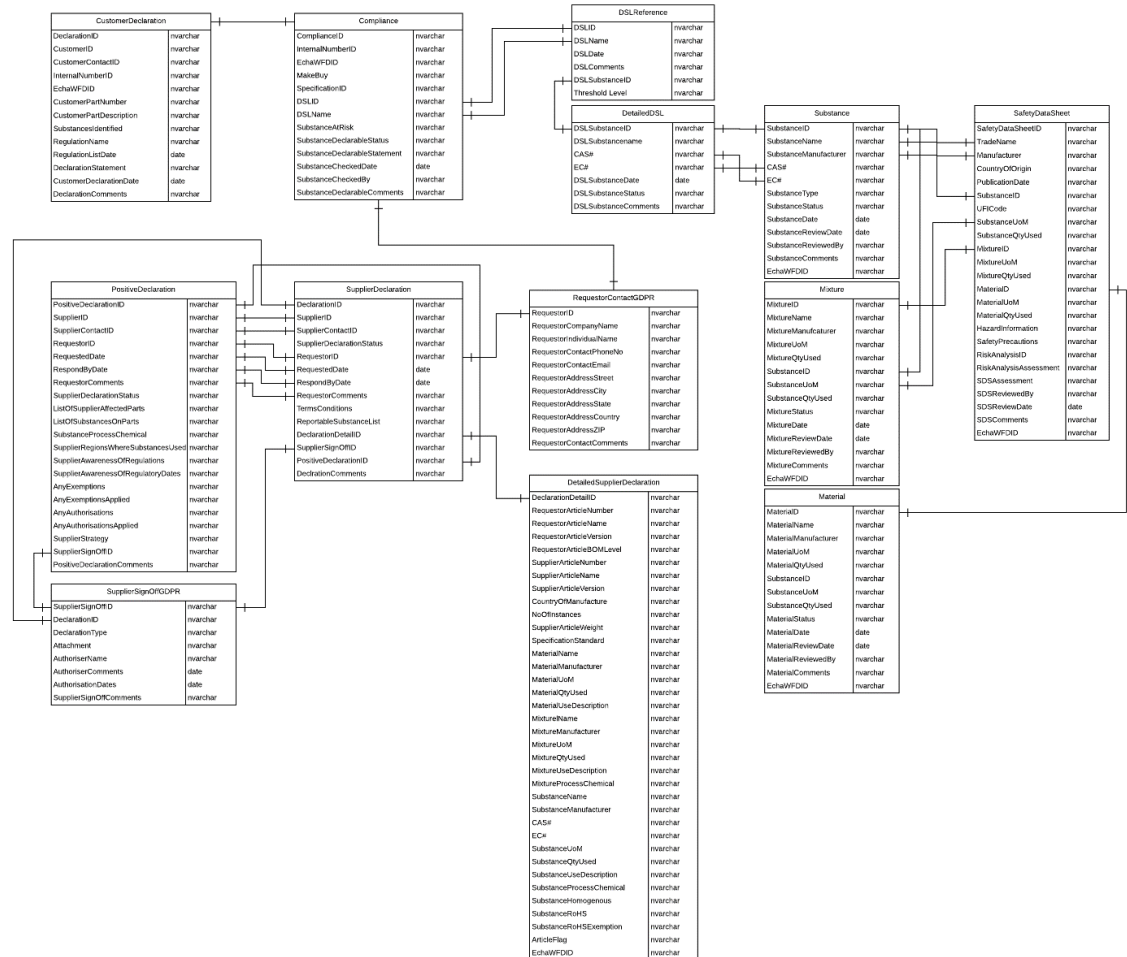 CustomerDeclaration
DeclarationID nvarchar
CustomerID nvarchar
CustomerContactID nvarchar
InternalNumberID nvarchar
EchaWFDID nvarchar
CustomerPartNumber nvarchar
CustomerPartDescription nvarchar
SubstancesIdentified nvarchar
RegulationName nvarchar
RegulationListDate date
DeclarationStatement nvarchar
CustomerDeclarationDate date
DeclarationComments nvarchar
Compliance
ComplianceID nvarchar
InternalNumberID nvarchar
EchaWFDID nvarchar
MakeBuy nvarchar
SpecificationID nvarchar
DSLID nvarchar
DSLName nvarchar
SubstanceAtRisk nvarchar
SubstanceDeclarableStatus nvarchar
SubstanceDeclarableStatement nvarchar
SubstanceCheckedDate date
SubstanceCheckedBy nvarchar
SubstanceDeclarableComments nvarchar
DSLReference
DSLID nvarchar
DSLName nvarchar
DSLDate nvarchar
DSLComments nvarchar
DSLSubstanceID nvarchar
Threshold Level nvarchar
DetailedDSL
DSLSubstanceID nvarchar
DSLSubstancename nvarchar
CAS# nvarchar
EC# nvarchar
DSLSubstanceDate date
DSLSubstanceStatus nvarchar
DSLSubstanceComments nvarchar
Substance
SubstanceID nvarchar
SubstanceName nvarchar
SubstanceManufacturer nvarchar
CAS# nvarchar
EC# nvarchar
SubstanceType nvarchar
SubstanceStatus nvarchar
SubstanceDate date
SubstanceReviewDate date
SubstanceReviewedBy nvarchar
SubstanceComments nvarchar
EchaWFDID nvarchar
SafetyDataSheet
SafetyDataSheetID nvarchar
TradeName nvarchar
Manufacturer nvarchar
CountryOfOrigin nvarchar
PublicationDate nvarchar
SubstanceID nvarchar
UFICode nvarchar
SubstanceUoM nvarchar
SubstanceQtyUsed nvarchar
MixtureID nvarchar
MixtureUoM nvarchar
MixtureQtyUsed nvarchar
MaterialID nvarchar
MaterialUoM nvarchar
MaterialQtyUsed nvarchar
HazardInformation nvarchar
SafetyPrecautions nvarchar
RiskAnalysisID nvarchar
RiskAnalysisAssessment nvarchar
SDSAssessment nvarchar
SDSReviewedBy nvarchar
SDSReviewDate date
SDSComments nvarchar
EchaWFDID nvarchar
PositiveDeclaration
PositiveDeclarationID nvarchar
SupplierID nvarchar
SupplierContactID nvarchar
RequestorID nvarchar
RequestedDate nvarchar
RespondByDate nvarchar
RequestorComments nvarchar
SupplierDeclarationStatus nvarchar
ListOfSupplierAffectedParts nvarchar
ListOfSubstancesOnParts nvarchar
SubstanceProcessChemical nvarchar
SupplierRegionsWhereSubstancesUsed nvarchar
SupplierAwarenessOfRegulations nvarchar
SupplierAwarenessOfRegulatoryDates nvarchar
AnyExemptions nvarchar
AnyExemptionsApplied nvarchar
AnyAuthorisations nvarchar
AnyAuthorisationsApplied nvarchar
SupplierStrategy nvarchar
SupplierSignOffID nvarchar
PositiveDeclarationComments nvarchar
SupplierDeclaration
DeclarationID nvarchar
SupplierID nvarchar
SupplierContactID nvarchar
SupplierDeclarationStatus nvarchar
RequestorID nvarchar
RequestedDate date
RespondByDate date
RequestorComments nvarchar
TermsConditions nvarchar
ReportableSubstanceList nvarchar
DeclarationDetailID nvarchar
SupplierSignOffID nvarchar
PositiveDeclarationID nvarchar
DeclrationComments nvarchar
RequestorContactGDPR
RequestorID nvarchar
RequestorCompanyName nvarchar
RequestorIndividualName nvarchar
RequestorContactPhoneNo nvarchar
RequestorContactEmail nvarchar
RequestorAddressStreet nvarchar
RequestorAddressCity nvarchar
RequestorAddressState nvarchar
RequestorAddressCountry nvarchar
RequestorAddressZIP nvarchar
RequestorContactComments nvarchar
Mixture
MixtureID nvarchar
MixtureName nvarchar
MixtureManufcaturer nvarchar
MixtureUoM nvarchar
MixtureQtyUsed nvarchar
SubstanceID nvarchar
SubstanceUoM nvarchar
SubstanceQtyUsed nvarchar
MixtureStatus nvarchar
MixtureDate date
MixtureReviewDate date
MixtureReviewedBy nvarchar
MixtureComments nvarchar
EchaWFDID nvarchar
Material
MaterialID nvarchar
MaterialName nvarchar
MaterialManufacturer nvarchar
MaterialUoM nvarchar
MaterialQtyUsed nvarchar
SubstanceID nvarchar
SubstanceUoM nvarchar
SubstanceQtyUsed nvarchar
MaterialStatus nvarchar
MaterialDate date
MaterialReviewDate date
MaterialReviewedBy nvarchar
MaterialComments nvarchar
EchaWFDID nvarchar
SupplierSignOffGDPR
SupplierSignOffID nvarchar
DeclarationID nvarchar
DeclarationType nvarchar
Attachment nvarchar
AuthoriserName nvarchar
AuthoriserComments date
AuthorisationDates date
SupplierSignOffComments nvarchar
DetailedSupplierDeclaration
DeclarationDetailID nvarchar
RequestorArticleNumber nvarchar
RequestorArticleName nvarchar
RequestorArticleVersion nvarchar
RequestorArticleBOMLevel nvarchar
SupplierArticleNumber nvarchar
SupplierArticleName nvarchar
SupplierArticleVersion nvarchar
CountryOfManufacture nvarchar
NoOfInstances nvarchar
SupplierArticleWeight nvarchar
SpecificationStandard nvarchar
MaterialName nvarchar
MaterialManufacturer nvarchar
MaterialUoM nvarchar
MaterialQtyUsed nvarchar
MaterialUseDescription nvarchar
MixturelName nvarchar
MixtureManufacturer nvarchar
MixtureUoM nvarchar
MixtureQtyUsed nvarchar
MixtureUseDescription nvarchar
MixtureProcessChemical nvarchar
SubstanceName nvarchar
SubstanceManufacturer nvarchar
CAS# nvarchar
EC# nvarchar
SubstanceUoM nvarchar
SubstanceQtyUsed nvarchar
SubstanceUseDescription nvarchar
SubstanceProcessChemical nvarchar
SubstanceHomogenous nvarchar
SubstanceRoHS nvarchar
SubstanceRoHSExemption nvarchar
ArticleFlag nvarchar
EchaWFDID nvarchar